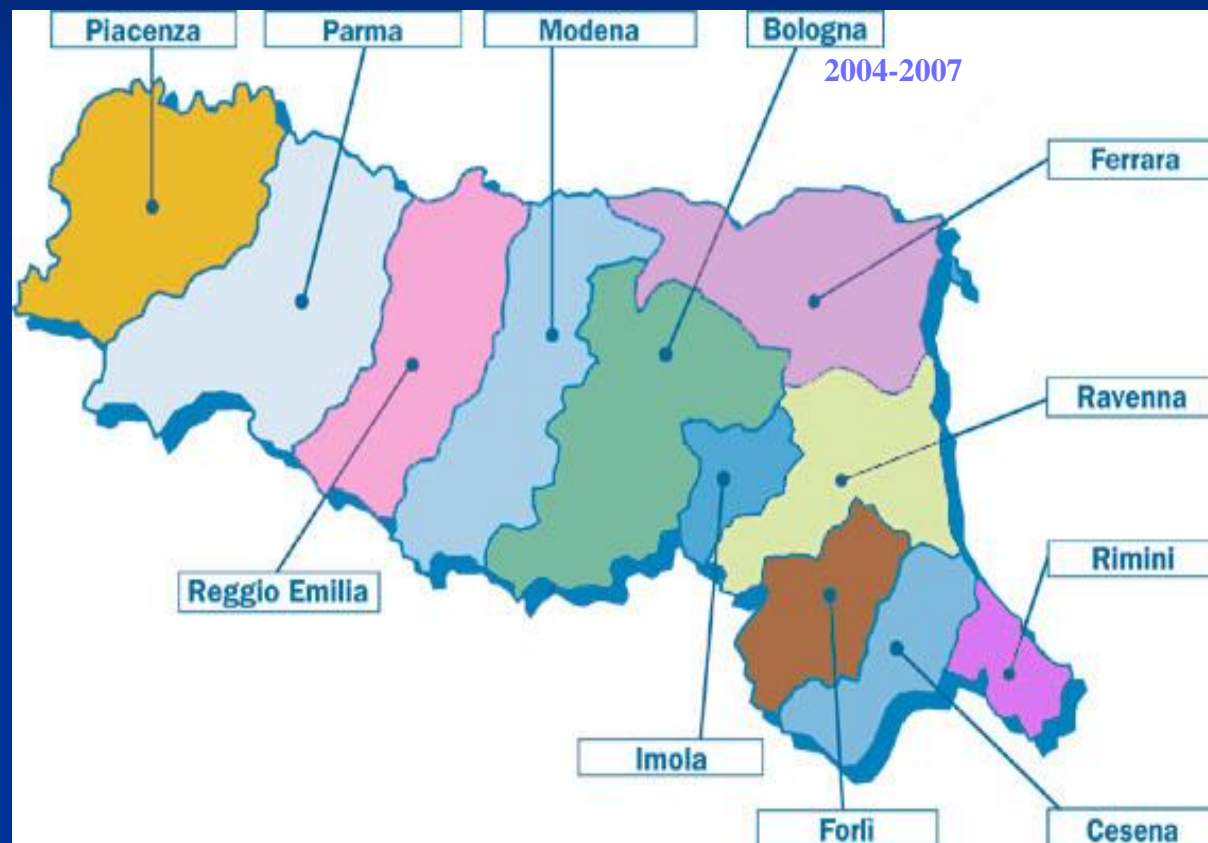 Piacenza
Parma
Modena
Bologna
2004-2007
Ferrara
Ravenna
Rimini
Reggio Emilia
Imola
Forlì
Cesena